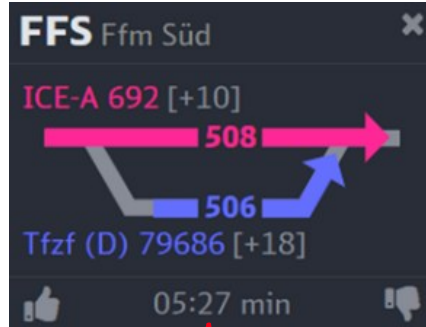 FFS Ffm Süd
ICE-A 692 [+10]
508
506
Tfzf (D) 79686 [+18]
05:27 min